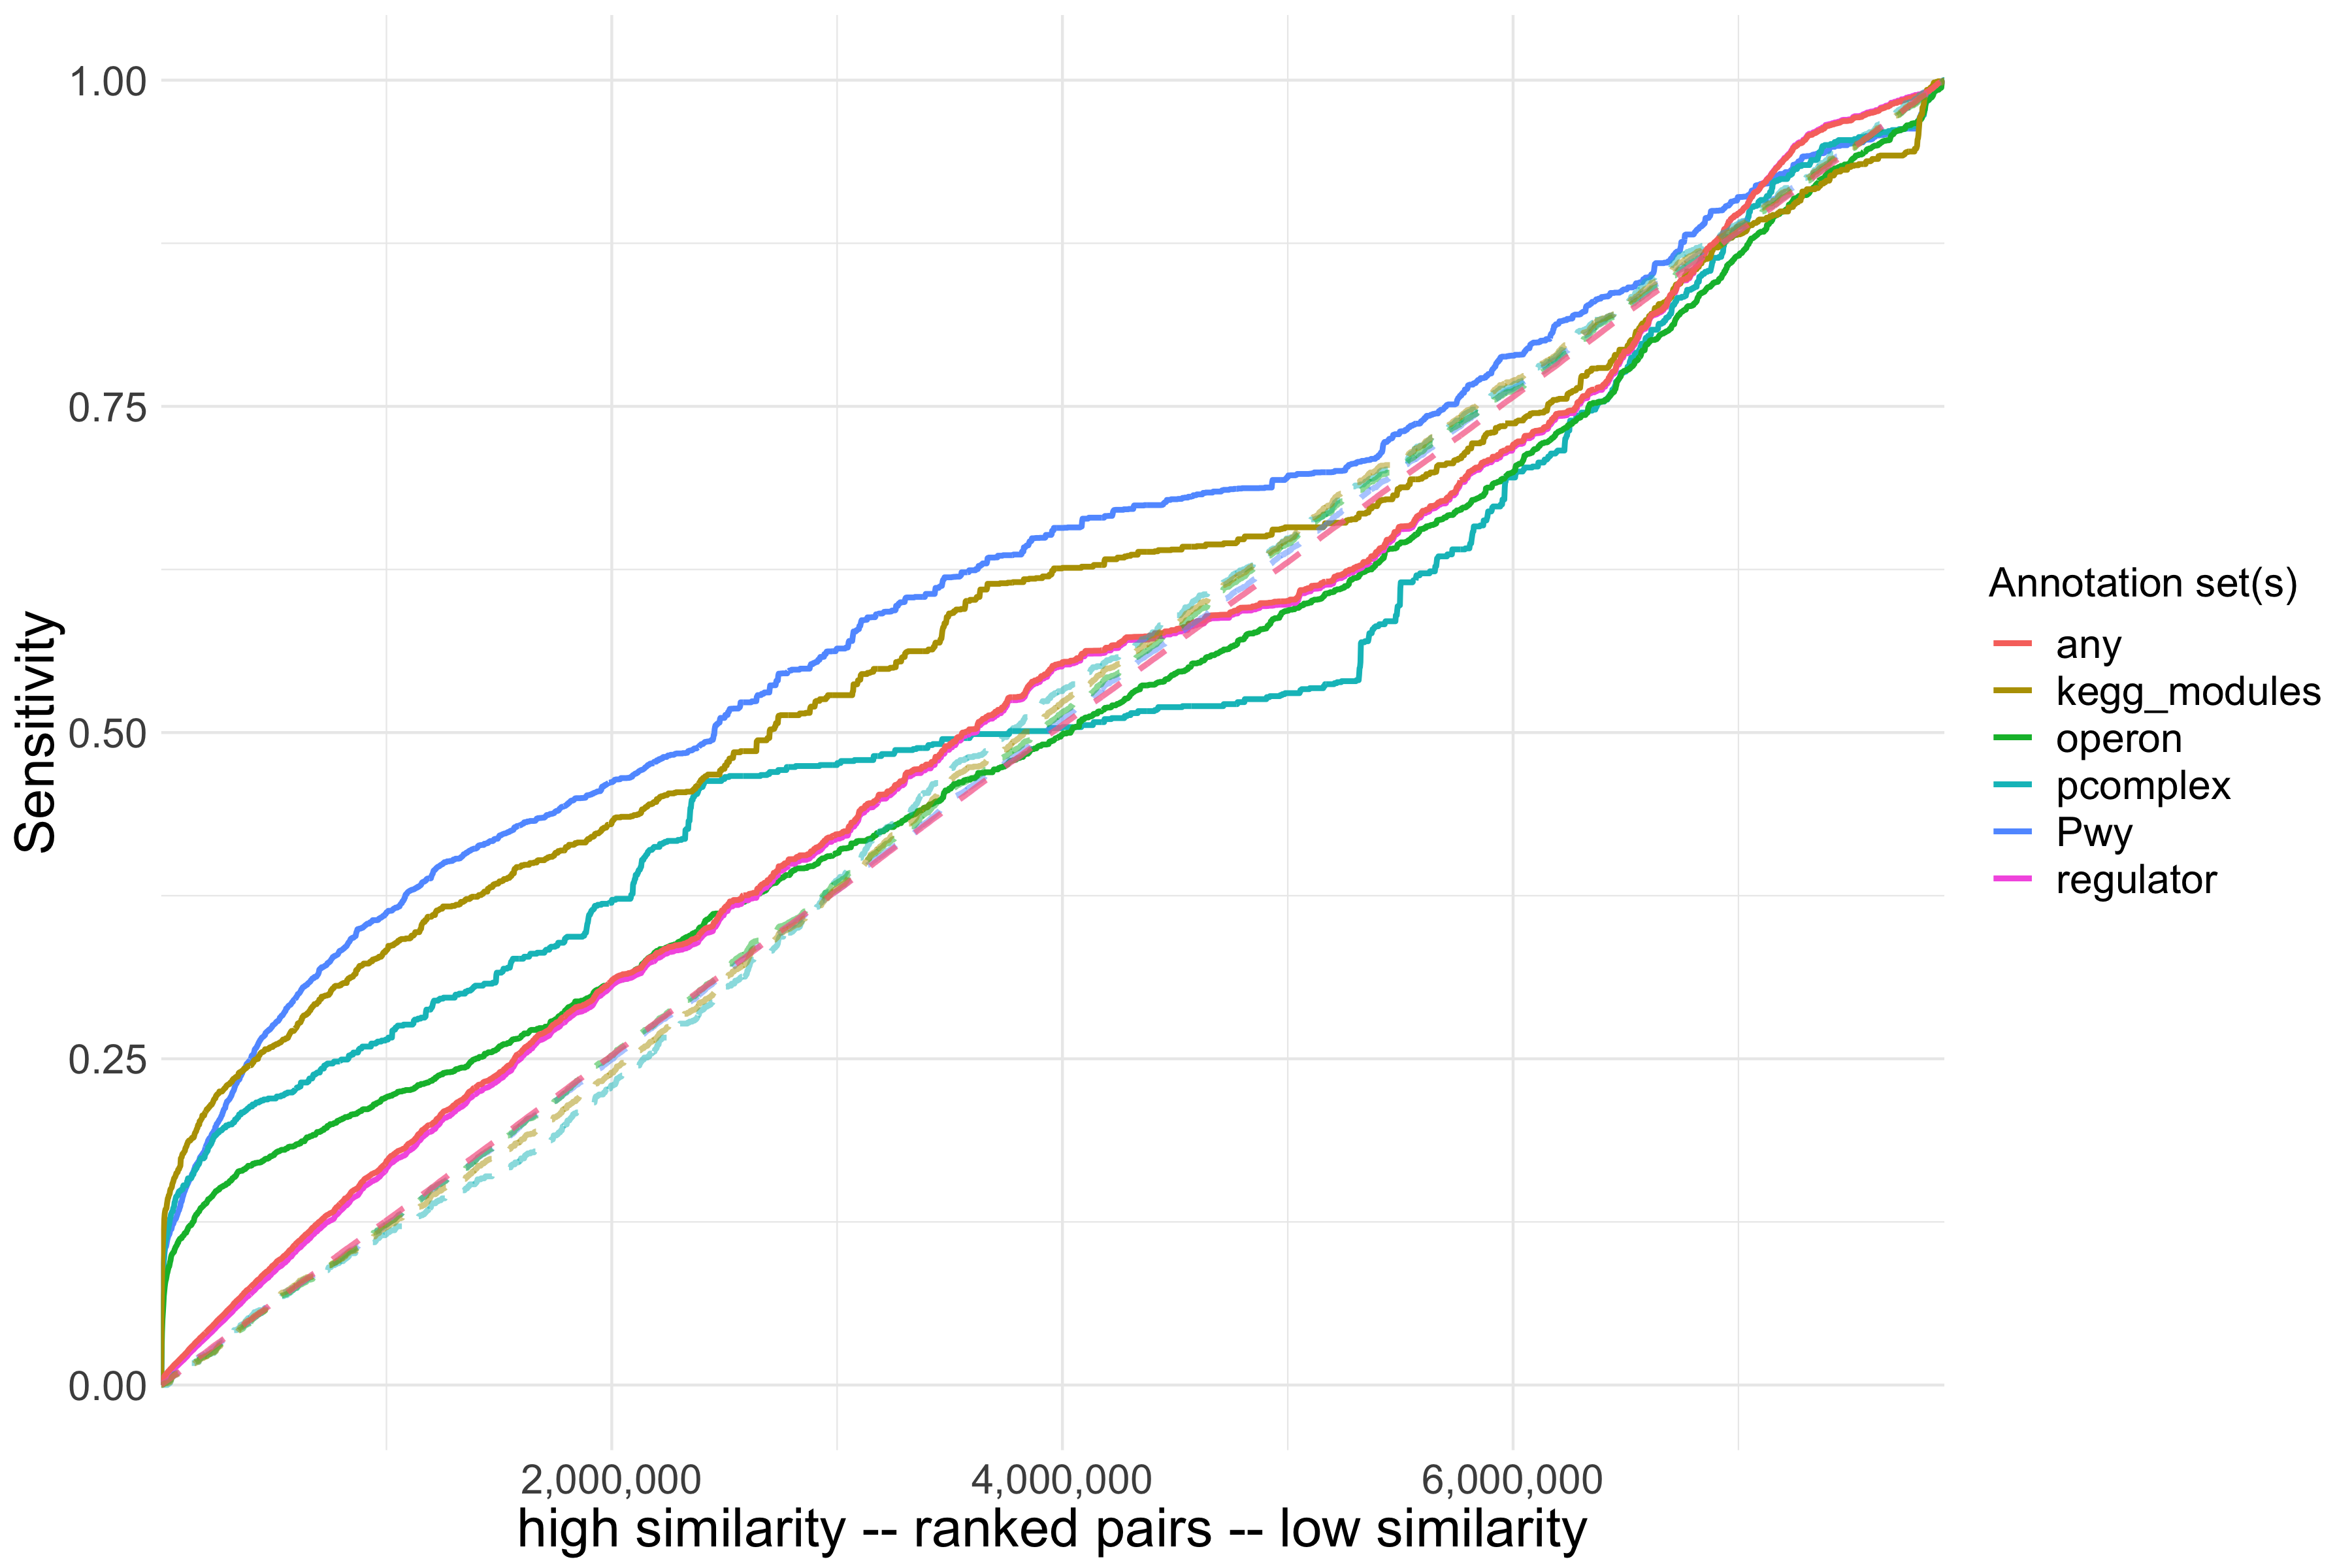 Sensitivity
1.00
0.75
0.50
0.25
0.00
2,000,000
4,000,000
6,000,000
high similarity -- ranked pairs -- low similarity
Annotation set(s)
any
kegg_modules
operon
pcomplex
Pwy
regulator